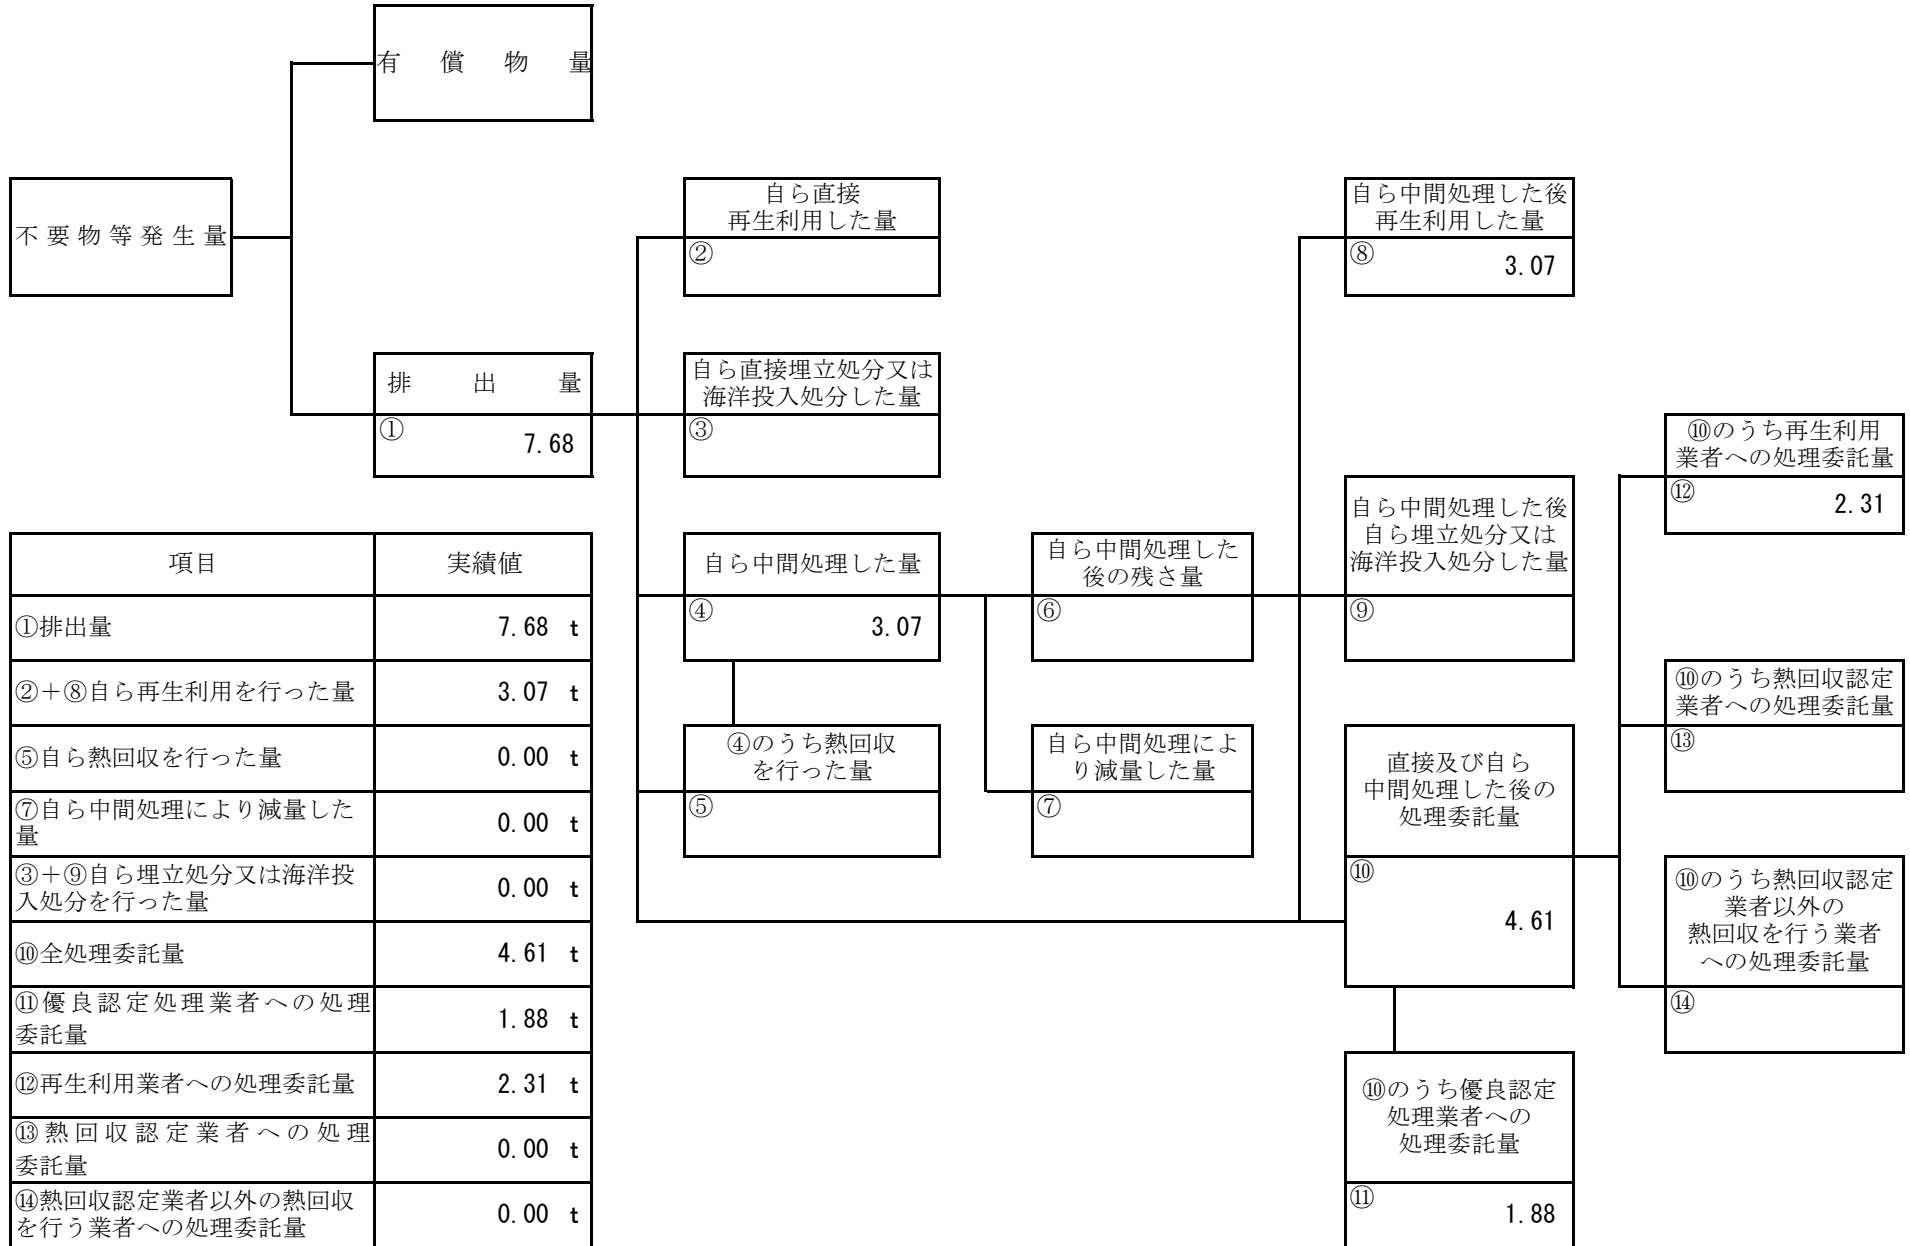 有償物量
不要物等発生量
排出量
①
7.68
自ら直接
再生利用した量
②
自ら直接埋立処分又は
海洋投入処分した量
③
自ら中間処理した量
④
3.07
④のうち熱回収
を行った量
⑤
自ら中間処理した
後の残さ量
⑥
自ら中間処理によ
り減量した量
⑦
自ら中間処理した後
再生利用した量
⑧
3.07
自ら中間処理した後
自ら埋立処分又は
海洋投入処分した量
⑨
直接及び自ら
中間処理した後の
処理委託量
⑩
4.61
⑩のうち優良認定
処理業者への
処理委託量
⑪
1.88
⑩のうち再生利用
業者への処理委託量
⑫
2.31
⑩のうち熱回収認定
業者への処理委託量
⑬
⑩のうち熱回収認定
業者以外の
熱回収を行う業者
への処理委託量
⑭
項目 実績値
①排出量 7.68 t
②＋⑧自ら再生利用を行った量 3.07 t
⑤自ら熱回収を行った量 0.00 t
⑦自ら中間処理により減量した
量 0.00 t
③＋⑨自ら埋立処分又は海洋投
入処分を行った量 0.00 t
⑩全処理委託量 4.61 t
⑪優良認定処理業者への処理
委託量 1.88 t
⑫再生利用業者への処理委託量 2.31 t
⑬熱回収認定業者への処理
委託量 0.00 t
⑭熱回収認定業者以外の熱回収
を行う業者への処理委託量 0.00 t